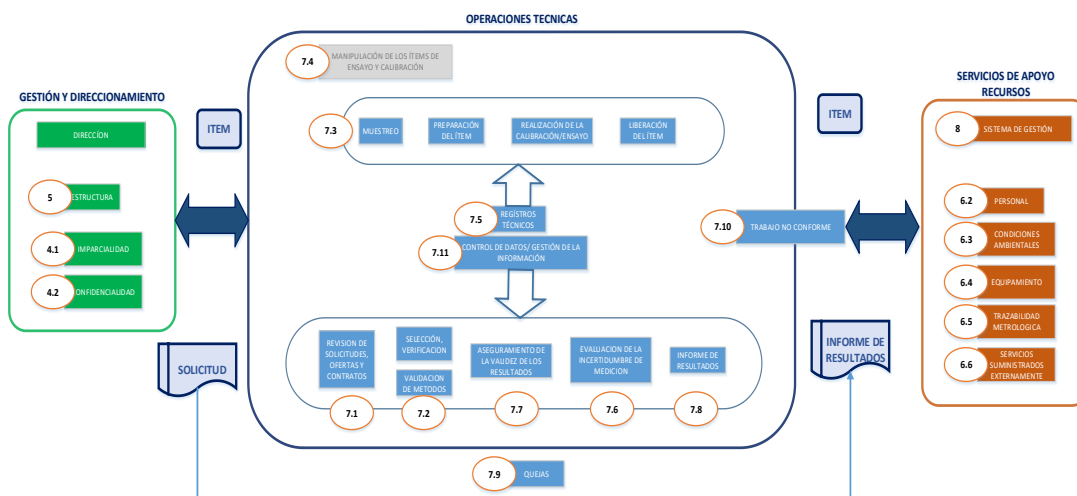 OPERACIONES TECNICAS
7.4
MANIPULACIÓN DE LOS ÍTEMS DE
ENSAYO Y CALIBRACIÓN
GESTIÓN Y DIRECCIONAMIENTO
DIRECCÍON
5
ESTRUCTURA
4.1
IMPARCIALIDAD
4.2
ONFIDENCIALIDAD
ITEM
SOLICITUD
7.3
MUESTREO
PREPARACIÓN
DEL ÍTEM
REALIZACIÓN DE LA
CALIBRACIÓN/ENSAYO
LIBERACIÓN
DEL ÍTEM
7.5
REGÍSTROS
TÉCNICOS
7.11
CONTROL DE DATOS/ GESTIÓN DE LA
INFORMACIÓN
7.10
TRABAJO NO CONFORME
REVISION DE
SOLICITUDES,
OFERTAS Y
CONTRATOS
SELECCIÓN,
VERIFICACION
VALIDACION
DE METODOS
ASEGURAMIENTO DE
LA VALIDEZ DE LOS
RESULTADOS
EVALUACION DE LA
INCERTIDUMBRE DE
MEDICION
INFORME DE
RESULTADOS
7.1
7.2
7.7
7.6
7.8
7.9
QUEJAS
ITEM
INFORME DE
RESULTADOS
SERVICIOS DE APOYO
RECURSOS
8
SISTEMA DE GESTIÓN
6.2
PERSONAL
6.3
CONDICIONES
AMBIENTALES
6.4
EQUIPAMIENTO
6.5
TRAZABILIDAD
METROLOGICA
6.6
SERVICIOS
SUMINISTRADOS
EXTERNAMENTE